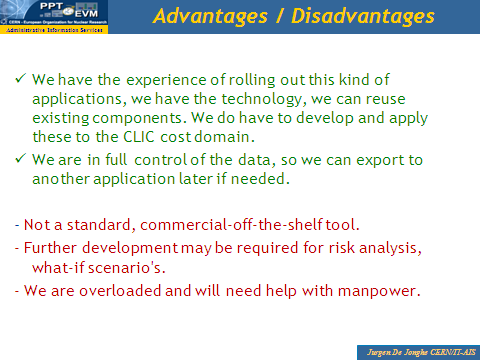 PPT EVM
CERN - European Organization for Nuclear Research
Administrative Information Services
Advantages / Disadvantages
✓ We have the experience of rolling out this kind of
applications, we have the technology, we can reuse
existing components. We do have to develop and apply
these to the CLIC cost domain.
✓ We are in full control of the data, so we can export to
another application later if needed.
- Not a standard, commercial-off-the-shelf tool.
- Further development may be required for risk analysis,
what-if scenario's.
- We are overloaded and will need help with manpower.
Jurgen De Jonghe CERN/IT-AIS